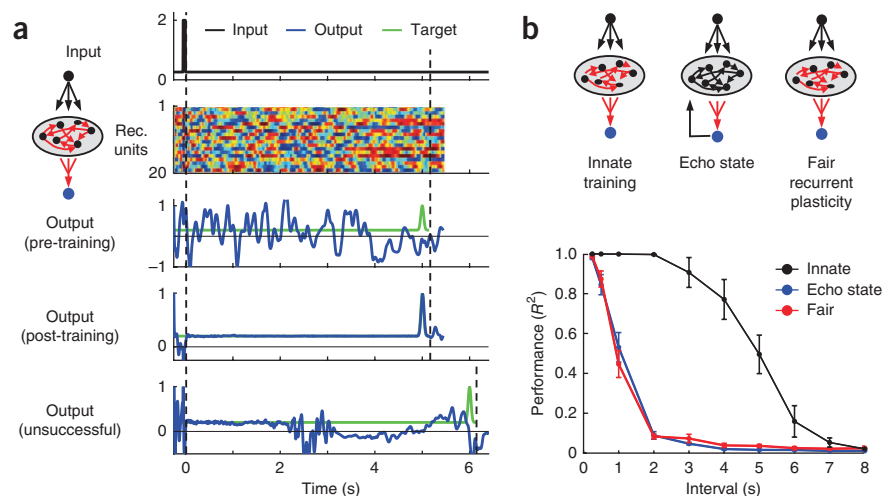 a
Input
Output
Target
2
0
Input
1
Rec.
units
20
Output
(pre-training)
1
−1
Output
(post-training)
1
0
Output
(unsuccessful)
1
0
0
2
4
6
Time (s)
b
Innate
training
Echo state
Fair
recurrent
plasticity
Innate
Echo state
Fair
Performance (R²)
1.0
0.8
0.6
0.4
0.2
0
1
2
3
4
5
6
7
8
Interval (s)